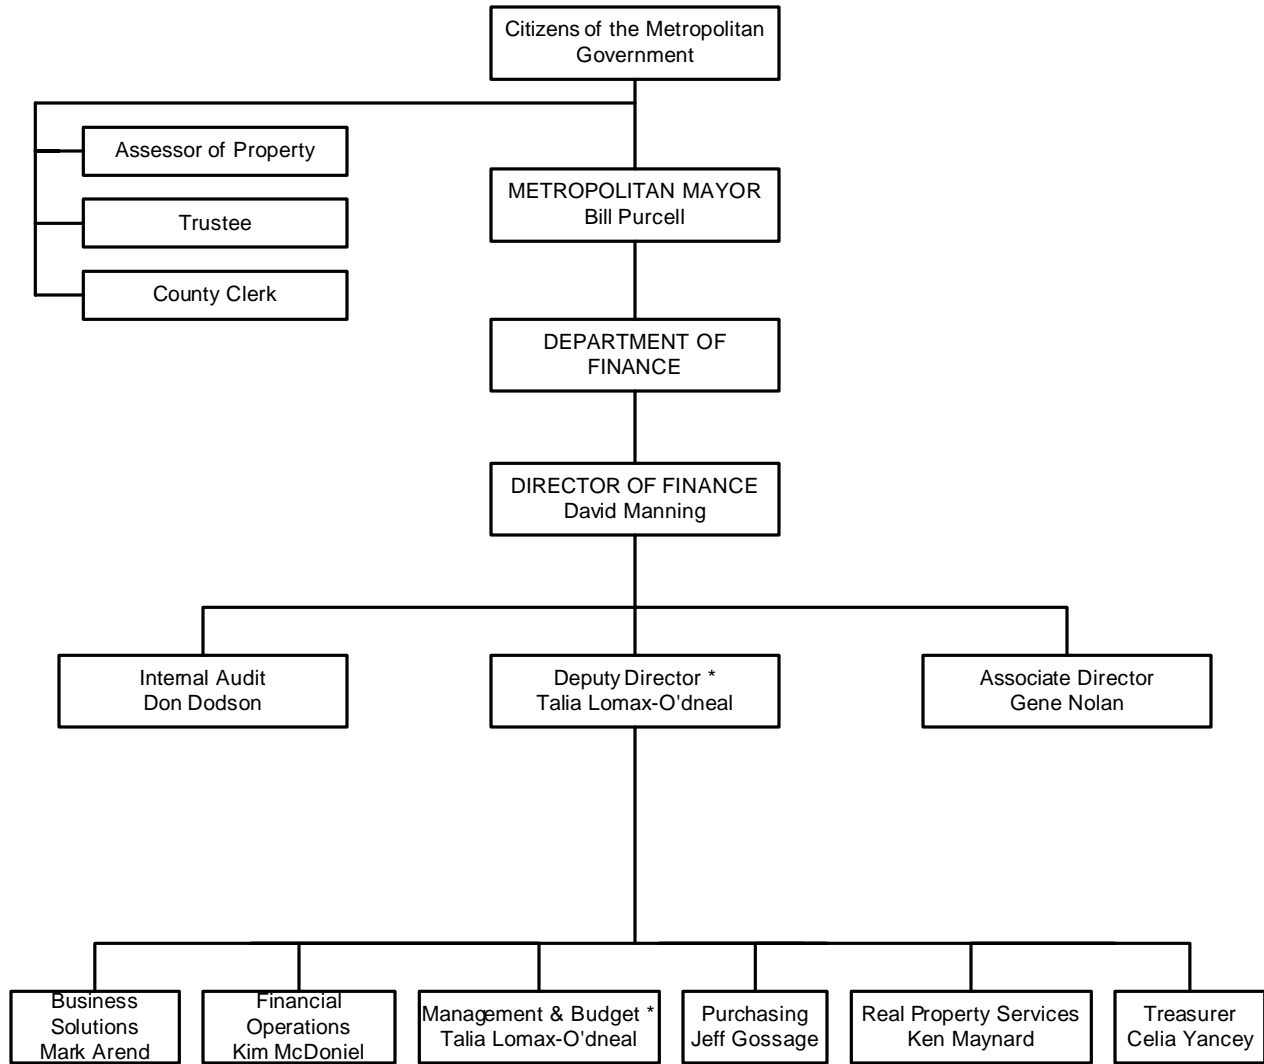 Citizens of the Metropolitan
Government
Assessor of Property
Trustee
County Clerk
METROPOLITAN MAYOR
Bill Purcell
DEPARTMENT OF
FINANCE
DIRECTOR OF FINANCE
David Manning
Internal Audit
Don Dodson
Deputy Director *
Talia Lomax-O'dneal
Associate Director
Gene Nolan
Business
Solutions
Mark Arend
Financial
Operations
Kim McDoniel
Management & Budget *
Talia Lomax-O'dneal
Purchasing
Jeff Gossage
Real Property Services
Ken Maynard
Treasurer
Celia Yancey